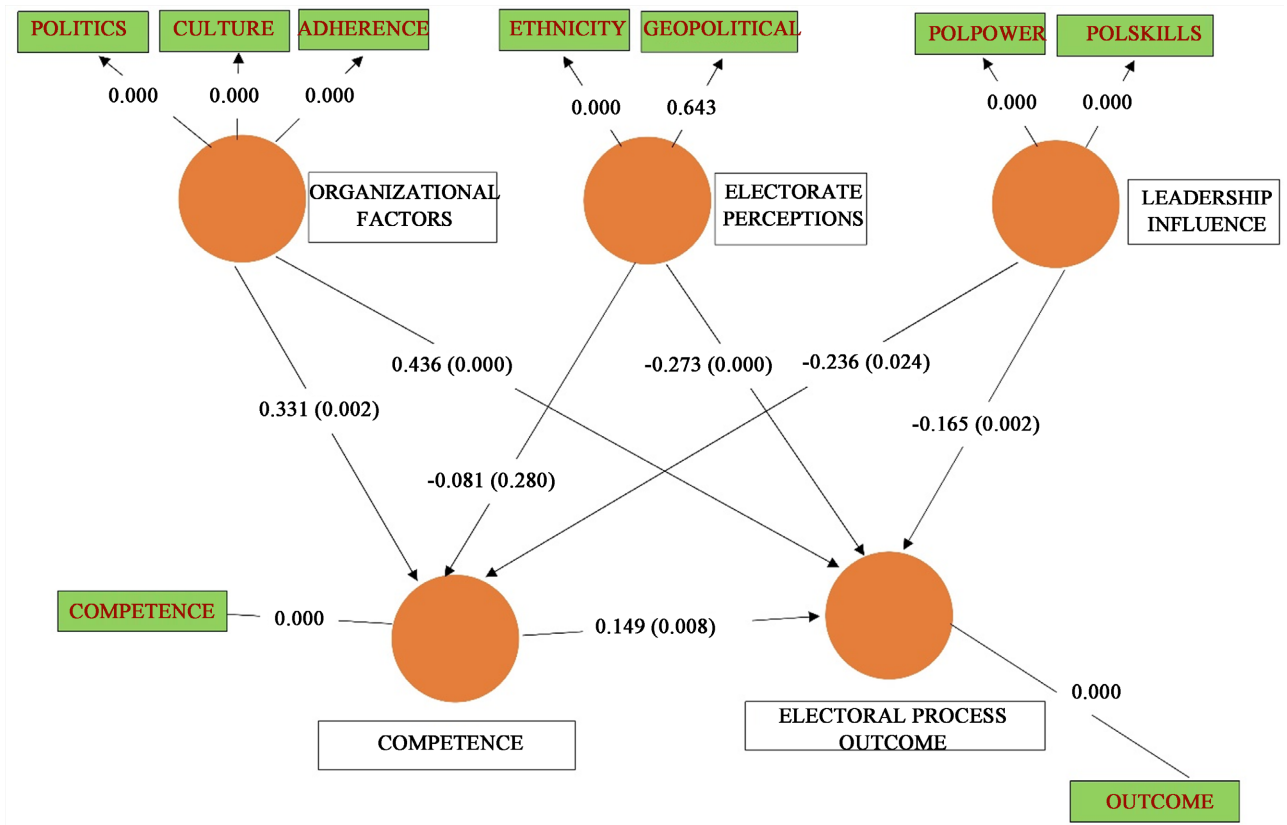 POLITICS
CULTURE
ADHERENCE
ETHNICITY
GEOPOLITICAL
POLPOWER
POLSKILLS
0.000
0.000
0.000
0.000
0.643
0.000
0.000
ORGANIZATIONAL
FACTORS
ELECTORATE
PERCEPTIONS
LEADERSHIP
INFLUENCE
0.436 (0.000)
-0.273 (0.000)
-0.236 (0.024)
0.331 (0.002)
-0.165 (0.002)
-0.081 (0.280)
COMPETENCE
0.000
0.149 (0.008)
COMPETENCE
ELECTORAL PROCESS
OUTCOME
0.000
OUTCOME